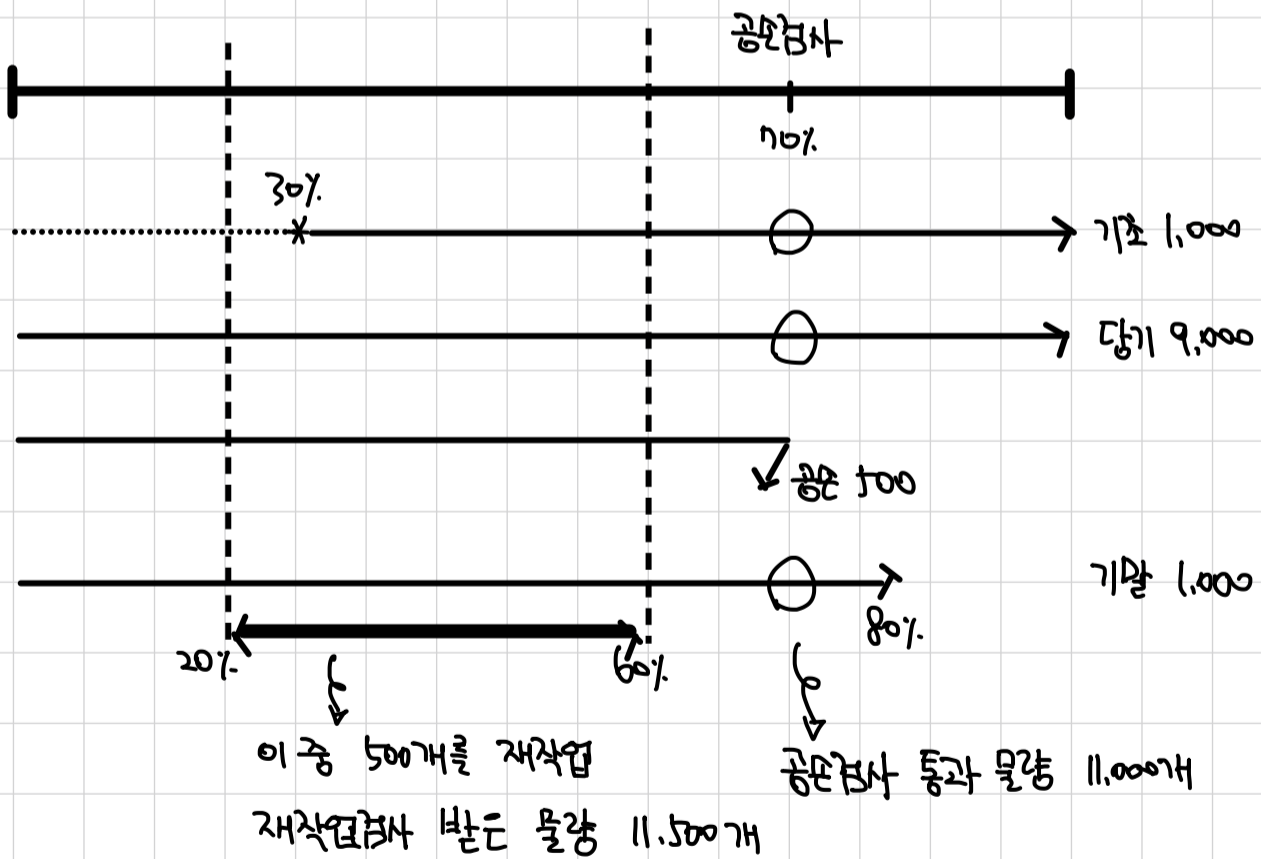 공손검사
70%
30%
기초 1,000
당기 9,000
공손 500
기말 1,000
80%
20%
60%
이 중 500개를 재작업
공손검사 통과 물량 11.000개
재작업검사 받은 물량 11.500개